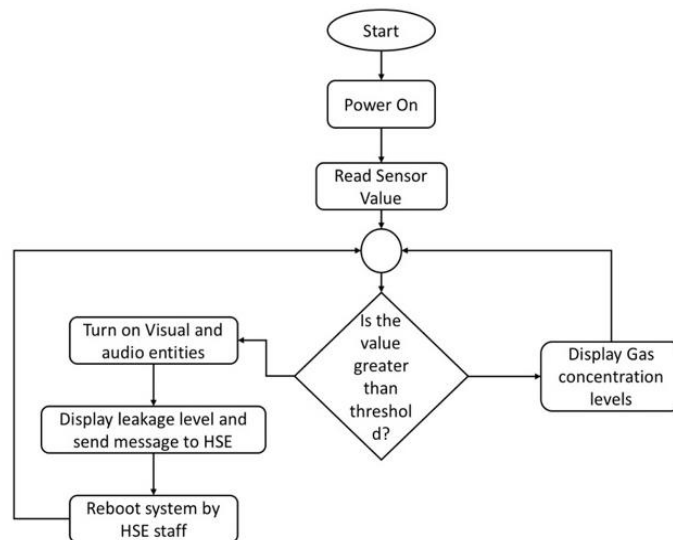 Start
Power On
Read Sensor
Value
Is the
value
greater
than
threshol
d?
Turn on Visual and
audio entities
Display leakage level and
send message to HSE
Reboot system by
HSE staff
Display Gas
concentration
levels